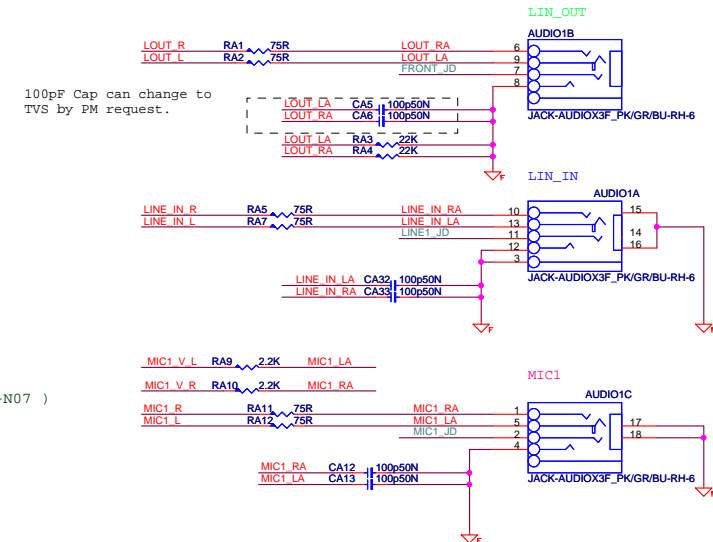 LIN_OUT
AUDIO1B
LOUT_R RA1 75R LOUT_RA 6
LOUT_L RA2 75R LOUT_LA 9
FRONT_JD 7
8
100pF Cap can change to
TVS by PM request.
LOUT_LA CA5 100p50N
LOUT_RA CA6 100p50N
JACK-AUDIOX3F_PK/GR/BU-RH-6
LOUT_LA RA3 22K
LOUT_RA RA4 22K
LIN_IN
AUDIO1A
LINE_IN_R RA5 75R LINE_IN_RA 10 15
LINE_IN_L RA7 75R LINE_IN_LA 13
LINE1_JD 11 14
12 16
3
LINE_IN_LA CA32 100p50N
LINE_IN_RA CA33 100p50N
JACK-AUDIOX3F_PK/GR/BU-RH-6
MIC1_V_L RA9 2.2K MIC1_LA
MIC1
MIC1_V_R RA10 2.2K MIC1_RA
AUDIO1C
-N07 )
MIC1_R RA11 75R MIC1_RA 1
MIC1_L RA12 75R MIC1_LA 5 17
MIC1_JD 2 18
4
MIC1_RA CA12 100p50N
MIC1_LA CA13 100p50N
JACK-AUDIOX3F_PK/GR/BU-RH-6